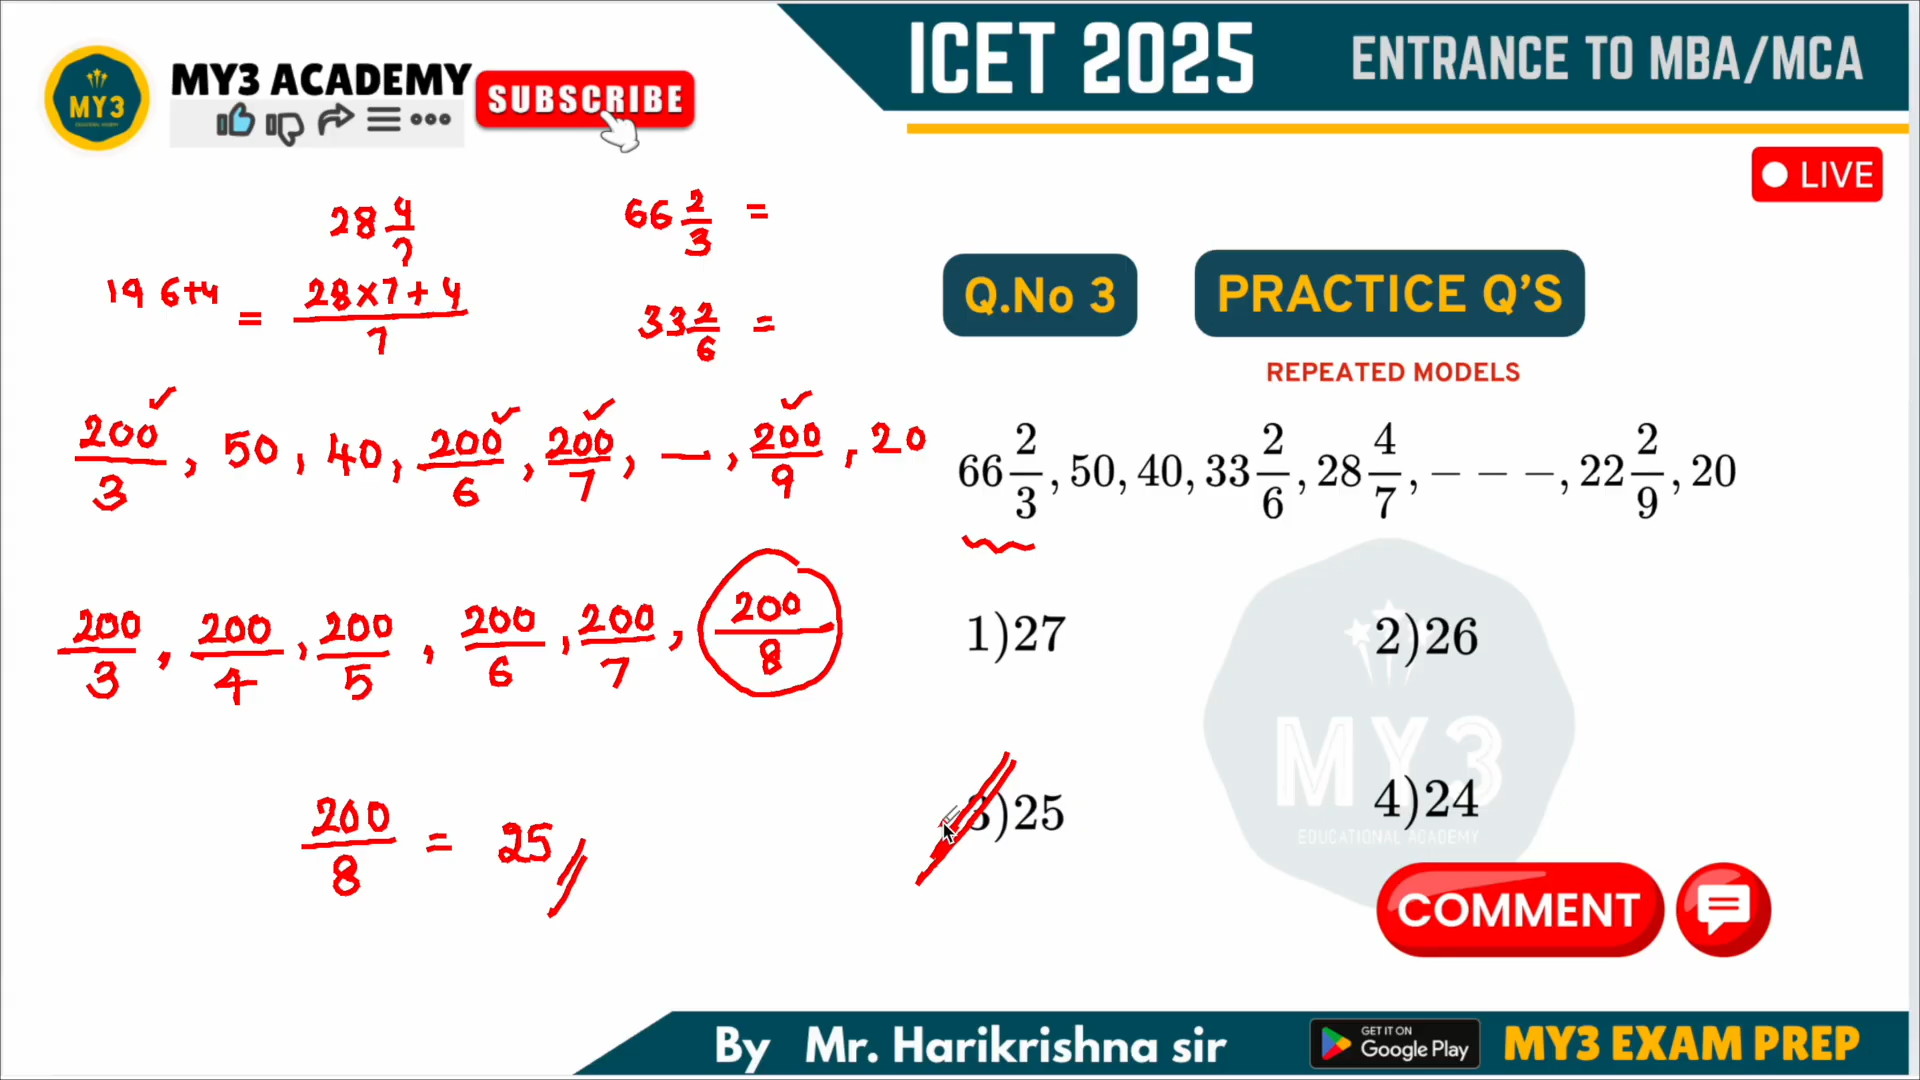 MY3 ACADEMY
MY3
SUBSCRIBE
ICET 2025
ENTRANCE TO MBA/MCA
LIVE
28 4/7
66 2/3 =
196+4 = (28×7+4)/7
33 2/6 =
200/3, 50, 40, 200/6, 200/7, —, 200/9, 20
200/3, 200/4, 200/5, 200/6, 200/7, 200/8
200/8 = 25
Q.No 3
PRACTICE Q'S
REPEATED MODELS
66 2/3, 50, 40, 33 2/6, 28 4/7, - - -, 22 2/9, 20
1)27
2)26
3)25
4)24
MY3
EDUCATIONAL ACADEMY
COMMENT
By Mr. Harikrishna sir
GET IT ON
Google Play
MY3 EXAM PREP